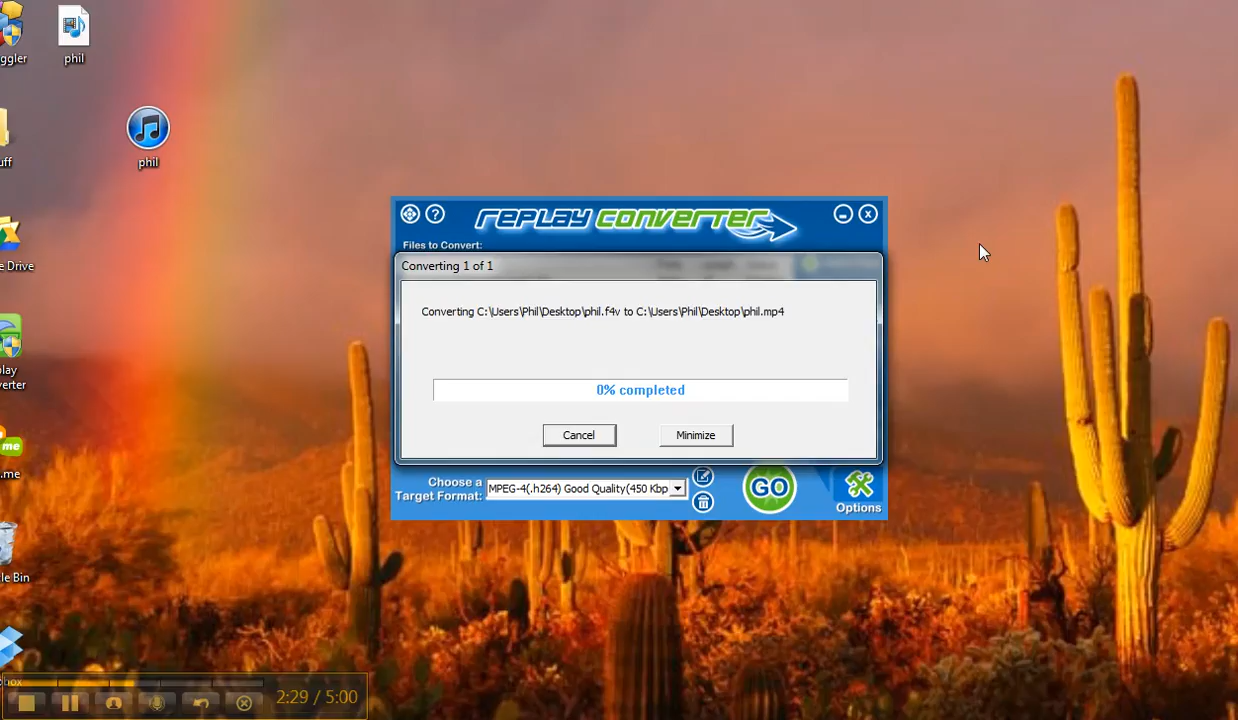 ggler
phil
phil
uff
e Drive
play
verter
me
.me
le Bin
box
REPLAY CONVERTER
Files to Convert:
Converting 1 of 1
Converting C:\Users\Phil\Desktop\phil.f4v to C:\Users\Phil\Desktop\phil.mp4
0% completed
Cancel
Minimize
Choose a
Target Format:
MPEG-4(.h264) Good Quality(450 Kbp
GO
Options
2:29 / 5:00